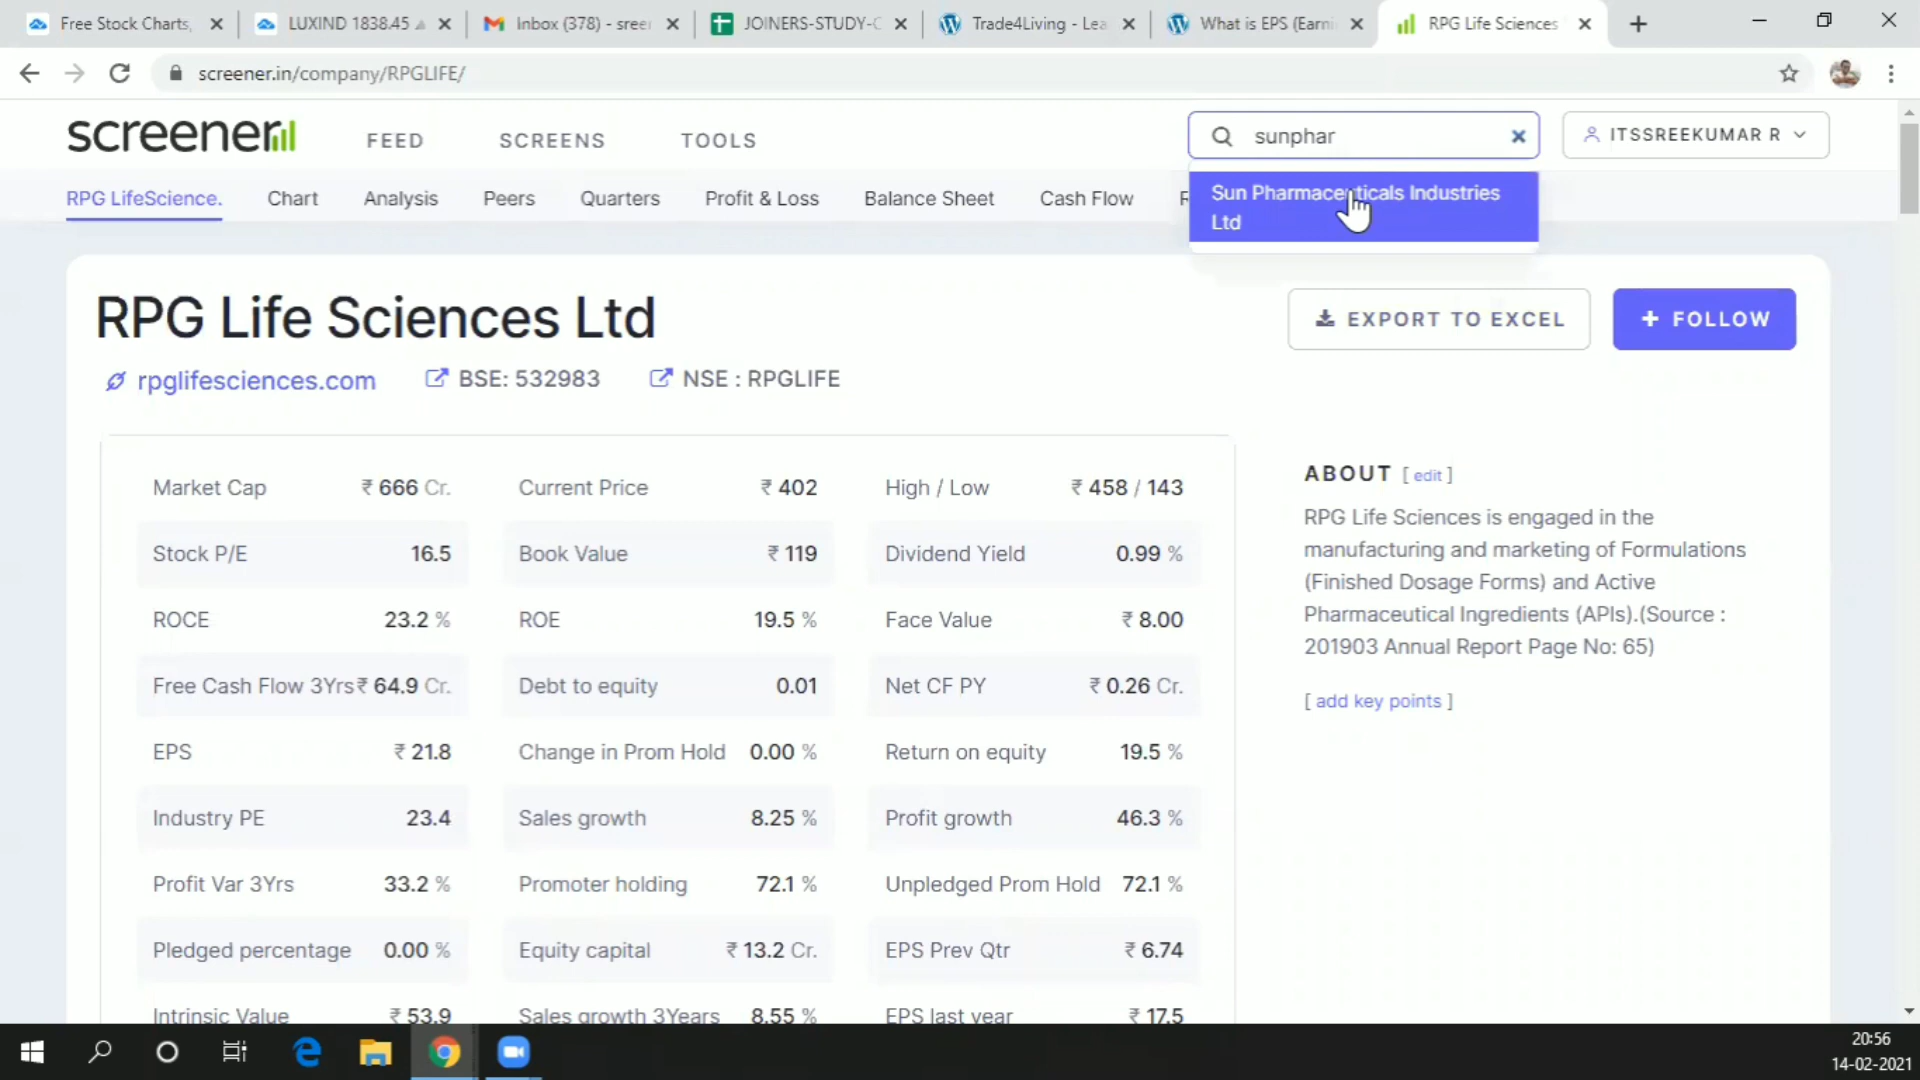 Free Stock Charts,
LUXIND 1838.45
Inbox (378) - sree
JOINERS-STUDY-C
Trade4Living - Lea
What is EPS (Earni
RPG Life Sciences
screener.in/company/RPGLIFE/
screener
FEED
SCREENS
TOOLS
sunphar
ITSSREEKUMAR R
RPG LifeScience.
Chart
Analysis
Peers
Quarters
Profit & Loss
Balance Sheet
Cash Flow
Sun Pharmaceuticals Industries
Ltd
RPG Life Sciences Ltd
EXPORT TO EXCEL
+ FOLLOW
rpglifesciences.com
BSE: 532983
NSE : RPGLIFE
Market Cap ₹ 666 Cr.
Current Price ₹ 402
High / Low ₹ 458 / 143
Stock P/E 16.5
Book Value ₹ 119
Dividend Yield 0.99 %
ROCE 23.2 %
ROE 19.5 %
Face Value ₹ 8.00
Free Cash Flow 3Yrs ₹ 64.9 Cr.
Debt to equity 0.01
Net CF PY ₹ 0.26 Cr.
EPS ₹ 21.8
Change in Prom Hold 0.00 %
Return on equity 19.5 %
Industry PE 23.4
Sales growth 8.25 %
Profit growth 46.3 %
Profit Var 3Yrs 33.2 %
Promoter holding 72.1 %
Unpledged Prom Hold 72.1 %
Pledged percentage 0.00 %
Equity capital ₹ 13.2 Cr.
EPS Prev Qtr ₹ 6.74
Intrinsic Value ₹ 53.9
Sales growth 3Years 8.55 %
EPS last year ₹ 17.5
ABOUT [ edit ]
RPG Life Sciences is engaged in the
manufacturing and marketing of Formulations
(Finished Dosage Forms) and Active
Pharmaceutical Ingredients (APIs).(Source :
201903 Annual Report Page No: 65)
[ add key points ]
20:56
14-02-2021